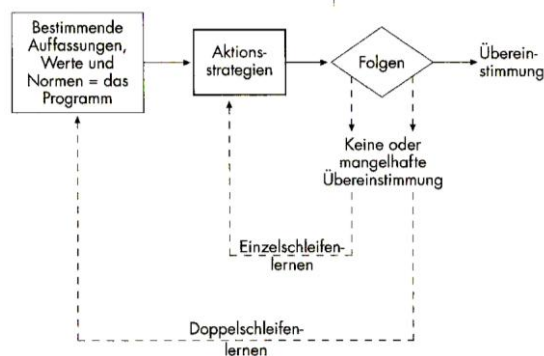 Bestimmende
Auffassungen,
Werte und
Normen = das
Programm
Aktions-
strategien
Folgen
Überein-
stimmung
Keine oder
mangelhafte
Übereinstimmung
Einzelschleifen-
lernen
Doppelschleifen-
lernen